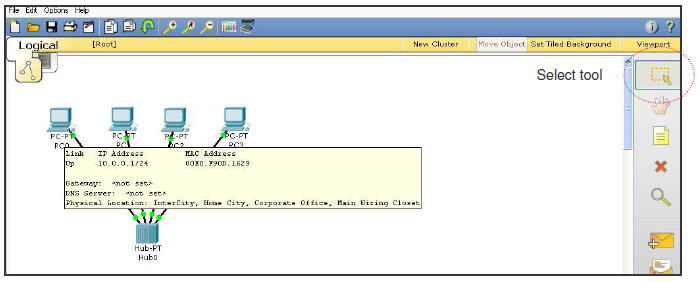 File Edit Options Help
Logical [Root] New Cluster Move Object Set Tiled Background Viewport
Select tool
PC-PT PC-PT PC-PT PC-PT
PC0 PC2 PC3
Link IP Address MAC Address
Up 10.0.0.1/24 00E0.F90D.1629
Gateway: <not set>
DNS Server: <not set>
Physical Location: InterCity, Home City, Corporate Office, Main Wiring Closet
Hub-PT
Hub0